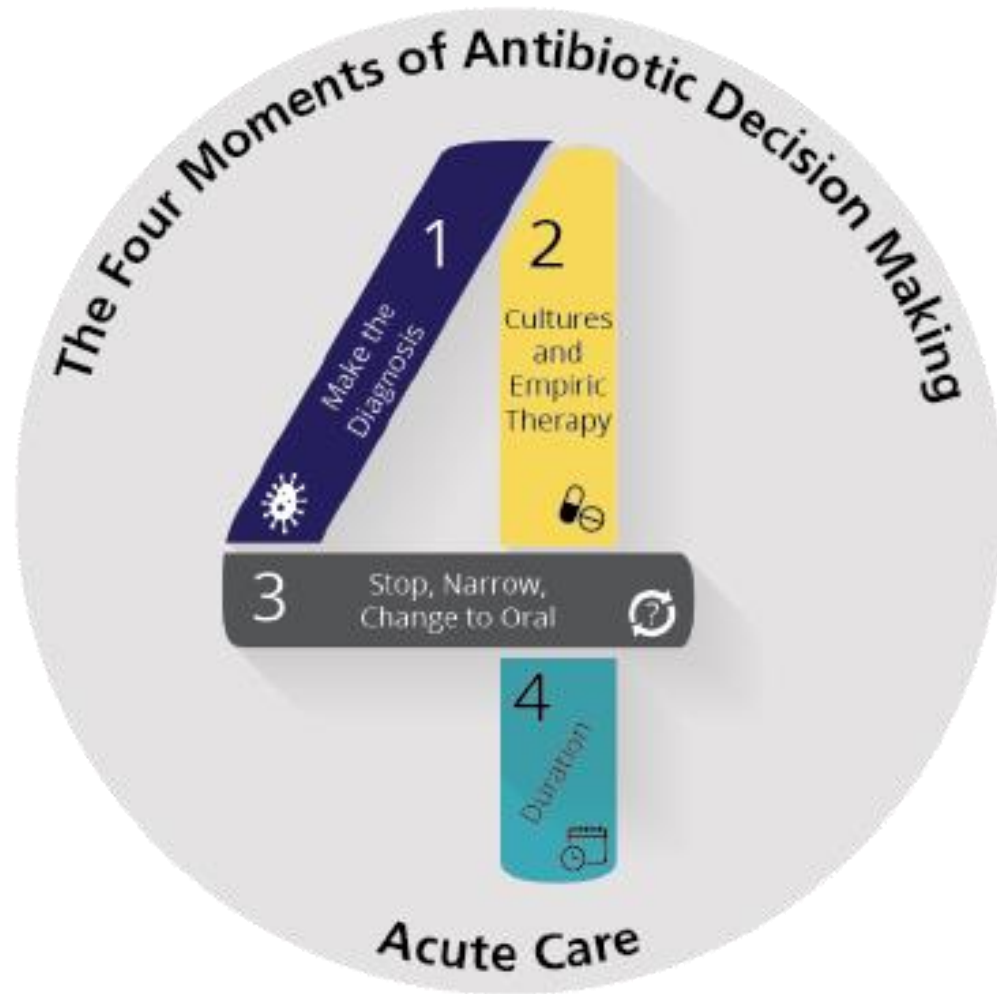 The Four Moments of Antibiotic Decision Making
1
Make the
Diagnosis
2
Cultures
and
Empiric
Therapy
3
Stop, Narrow,
Change to Oral
?
4
Duration
Acute Care